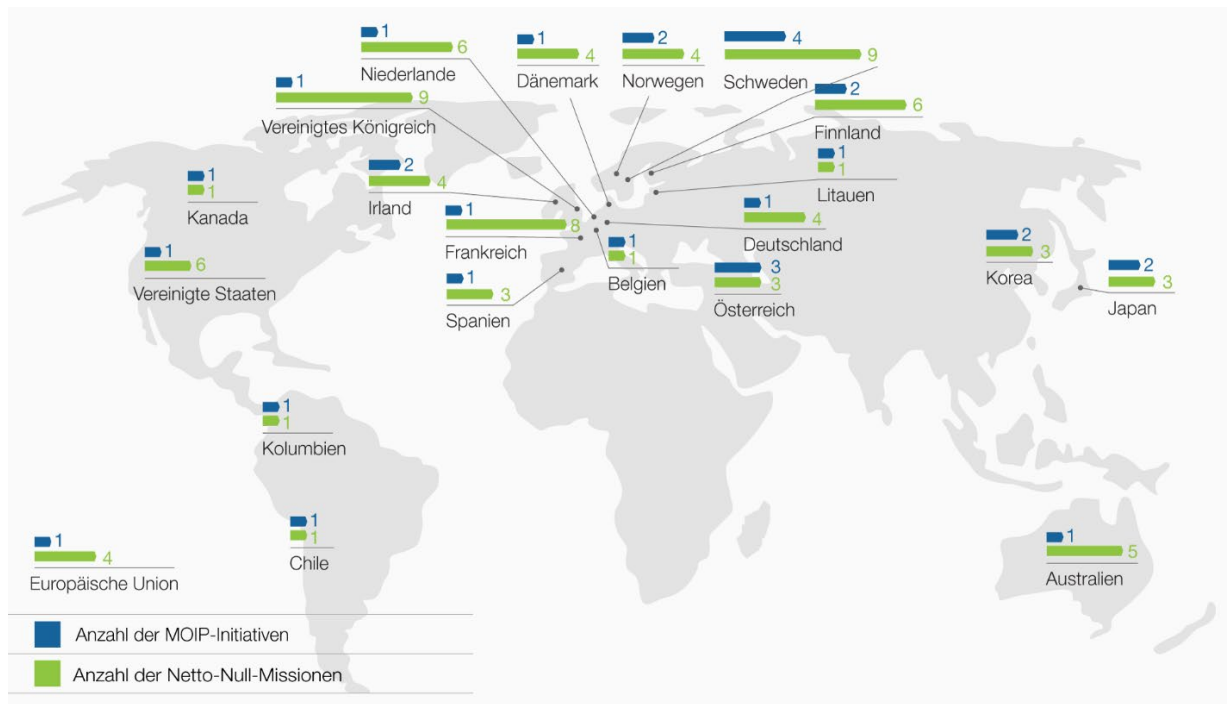 1
6
Niederlande
1
4
Dänemark
2
4
Norwegen
4
9
Schweden
1
9
Vereinigtes Königreich
2
6
Finnland
1
1
Kanada
2
4
Irland
1
1
Litauen
1
8
Frankreich
1
4
Deutschland
1
6
Vereinigte Staaten
1
3
Spanien
1
1
Belgien
3
3
Österreich
2
3
Korea
2
3
Japan
1
1
Kolumbien
1
1
Chile
1
4
Europäische Union
1
5
Australien
Anzahl der MOIP-Initiativen
Anzahl der Netto-Null-Missionen